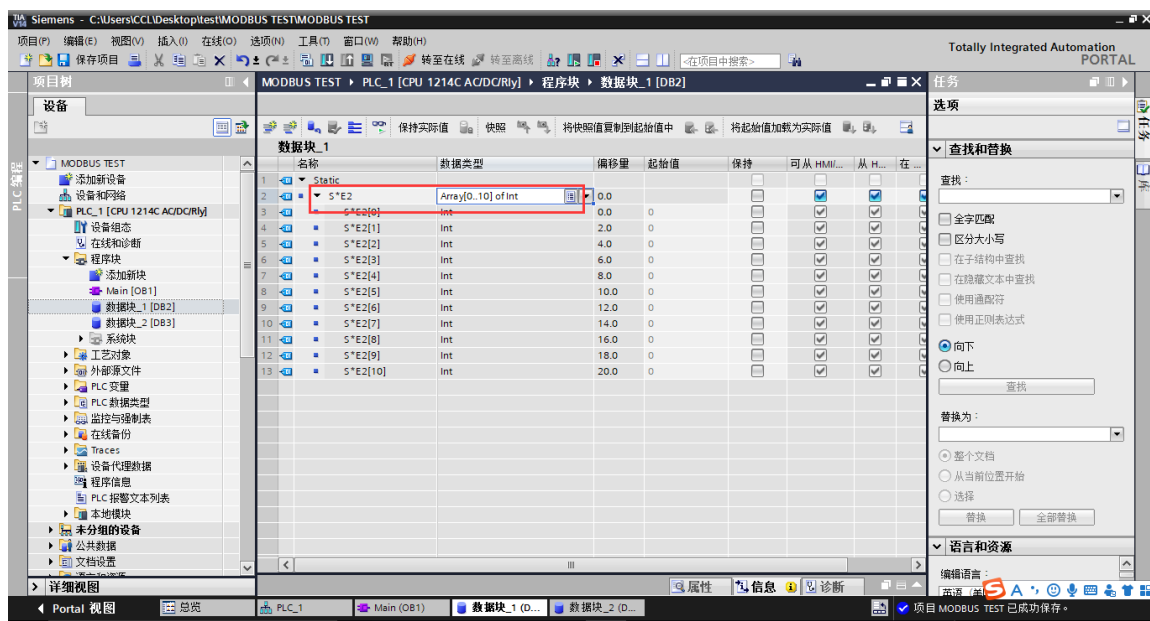 TIA V14 Siemens - C:\Users\CCL\Desktop\test\MODBUS TEST\MODBUS TEST
项目(P) 编辑(E) 视图(V) 插入(I) 在线(O) 选项(N) 工具(T) 窗口(W) 帮助(H)
Totally Integrated Automation
PORTAL
保存项目 转至在线 转至离线 <在项目中搜索>
项目树
MODBUS TEST PLC_1 [CPU 1214C AC/DC/Rly] 程序块 数据块_1 [DB2]
任务
设备
选项
保持实际值 快照 将快照值复制到起始值中 将起始值加载为实际值
数据块_1
查找和替换
任务
库
PLC 编程
名称 数据类型 偏移量 起始值 保持 可从 HMI/... 从 H... 在 ...
1 Static
2 S*E2 Array[0..10] of Int 0.0
3 S*E2[0] Int 0.0 0
4 S*E2[1] Int 2.0 0
5 S*E2[2] Int 4.0 0
6 S*E2[3] Int 6.0 0
7 S*E2[4] Int 8.0 0
8 S*E2[5] Int 10.0 0
9 S*E2[6] Int 12.0 0
10 S*E2[7] Int 14.0 0
11 S*E2[8] Int 16.0 0
12 S*E2[9] Int 18.0 0
13 S*E2[10] Int 20.0 0
MODBUS TEST
添加新设备
设备和网络
PLC_1 [CPU 1214C AC/DC/Rly]
设备组态
在线和诊断
程序块
添加新块
Main [OB1]
数据块_1 [DB2]
数据块_2 [DB3]
系统块
工艺对象
外部源文件
PLC 变量
PLC 数据类型
监控与强制表
在线备份
Traces
设备代理数据
程序信息
PLC 报警文本列表
本地模块
未分组的设备
公共数据
文档设置
详细视图
查找：
全字匹配
区分大小写
在子结构中查找
在隐藏文本中查找
使用通配符
使用正则表达式
向下
向上
查找
替换为：
整个文档
从当前位置开始
选择
替换 全部替换
语言和资源
编辑语言：
属性 信息 诊断
Portal 视图 总览 PLC_1 Main (OB1) 数据块_1 (D... 数据块_2 (D...
项目 MODBUS TEST 已成功保存。